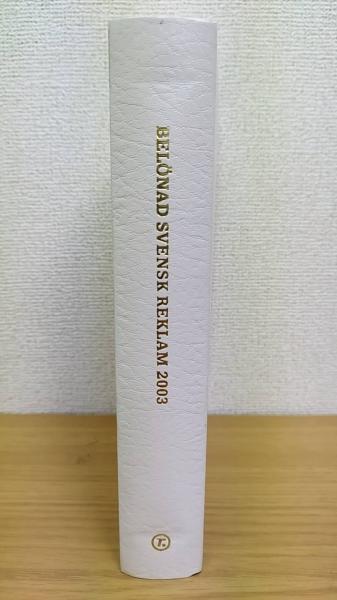 BELÖNAD SVENSK REKLAM 2003
r.